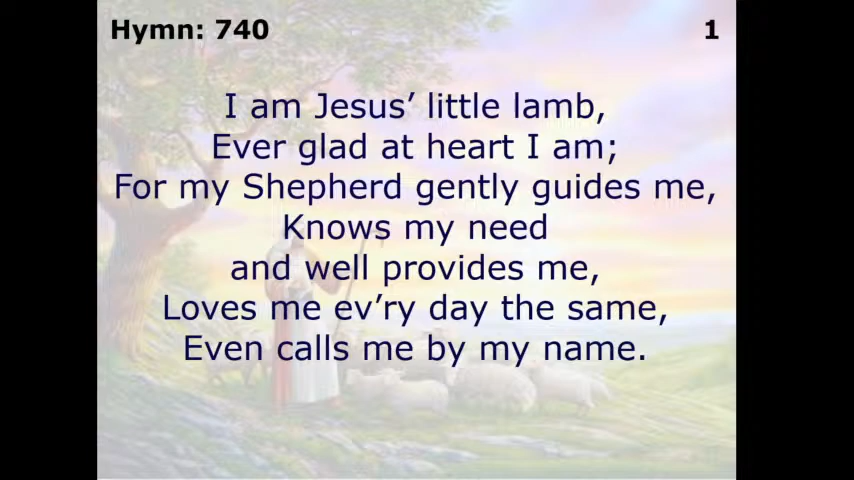 Hymn: 740 1
I am Jesus’ little lamb,
Ever glad at heart I am;
For my Shepherd gently guides me,
Knows my need
and well provides me,
Loves me ev’ry day the same,
Even calls me by my name.